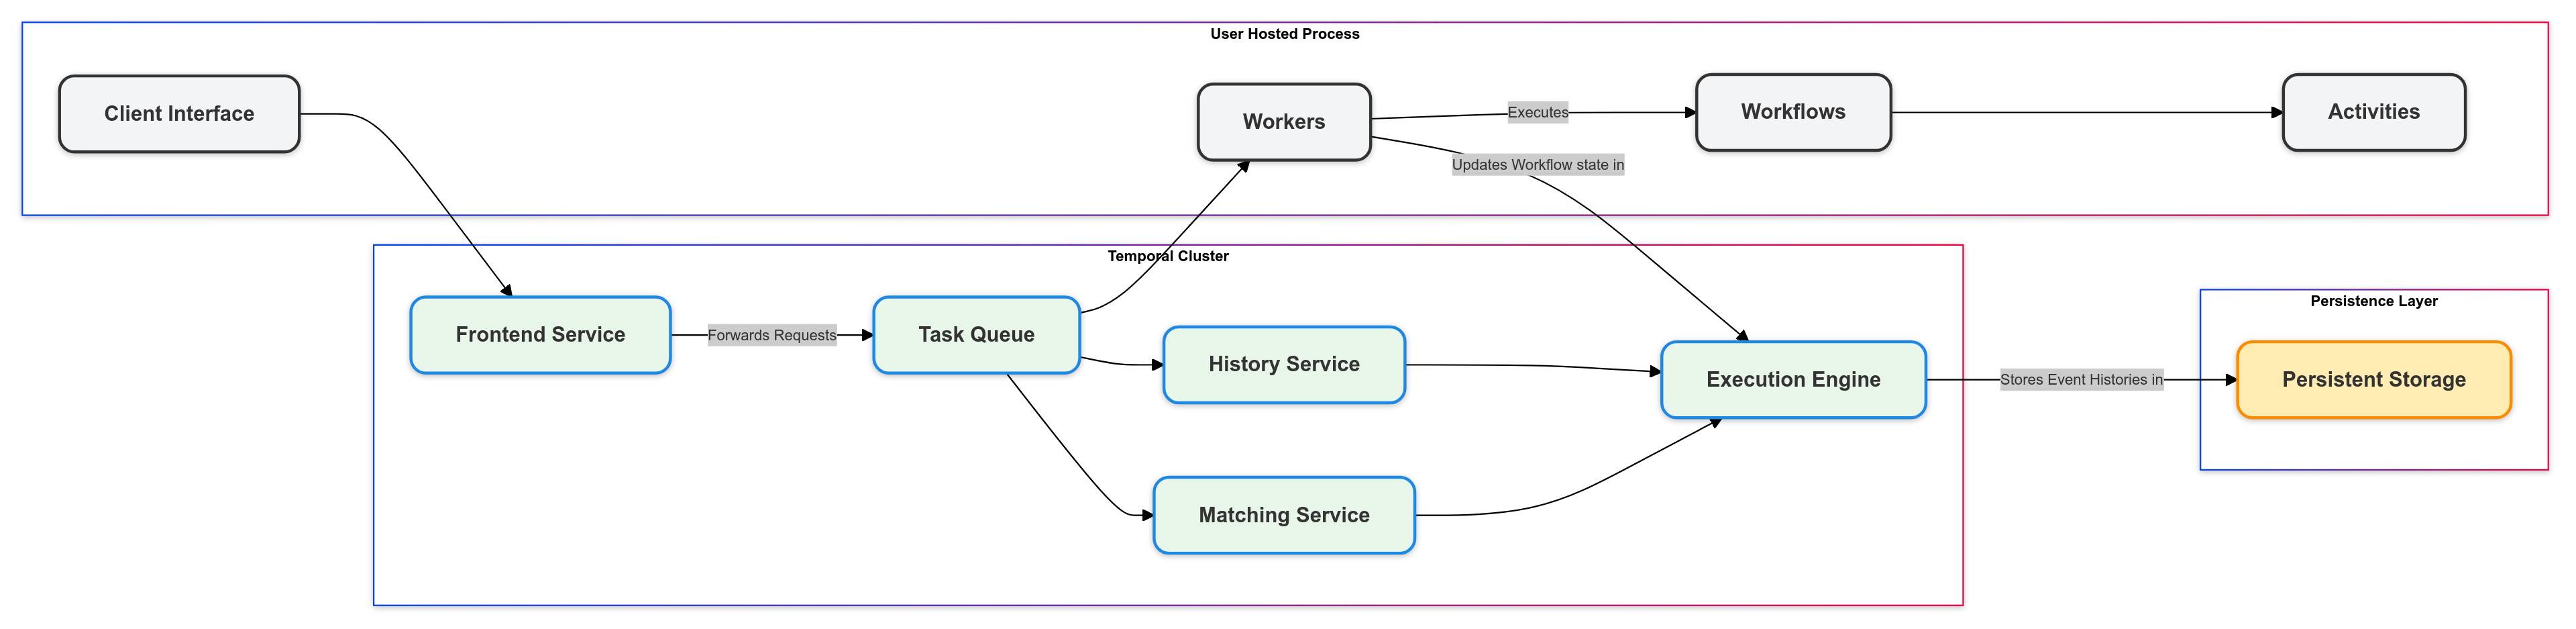 User Hosted Process
Client Interface
Workers
Executes
Workflows
Activities
Updates Workflow state in
Temporal Cluster
Frontend Service
Forwards Requests
Task Queue
History Service
Matching Service
Execution Engine
Stores Event Histories in
Persistence Layer
Persistent Storage